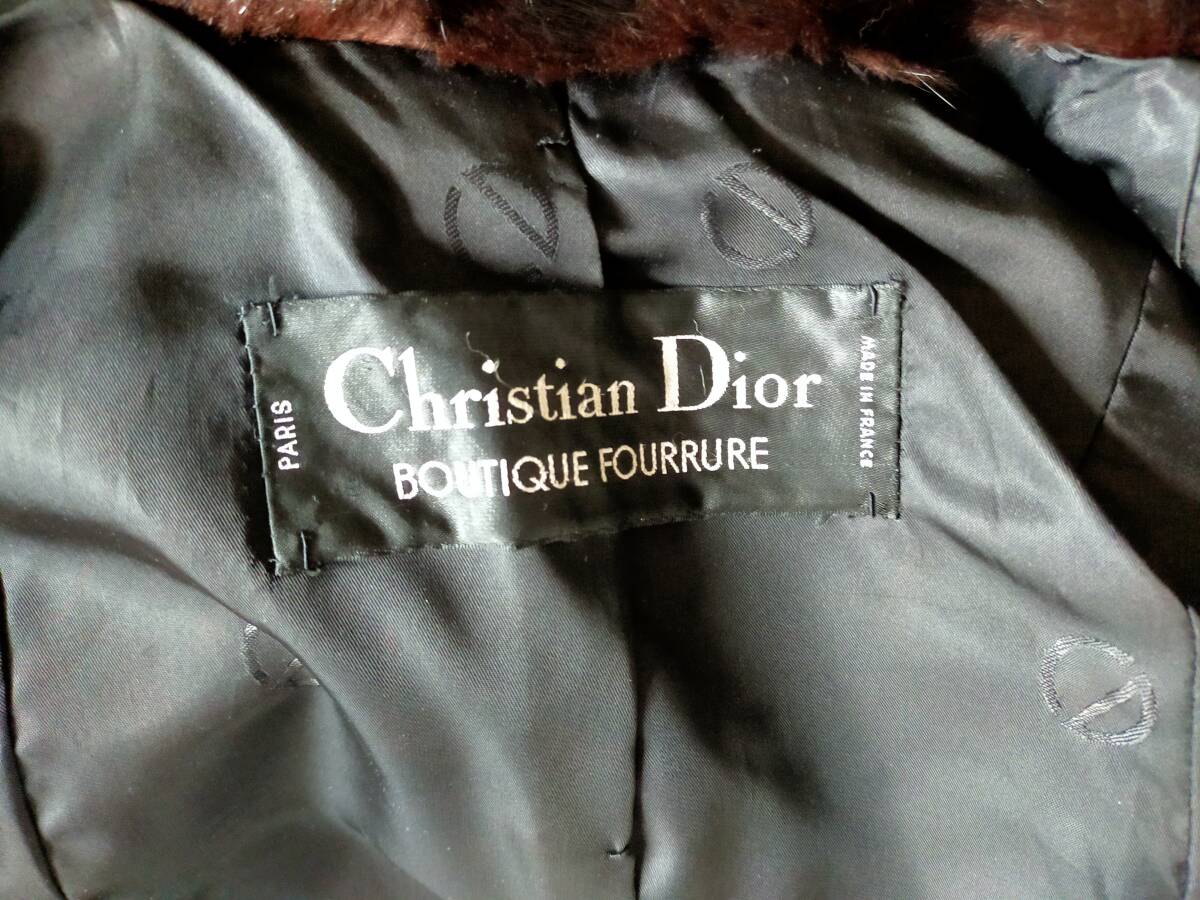 PARIS
Christian Dior
BOUTIQUE FOURRURE
MADE IN FRANCE